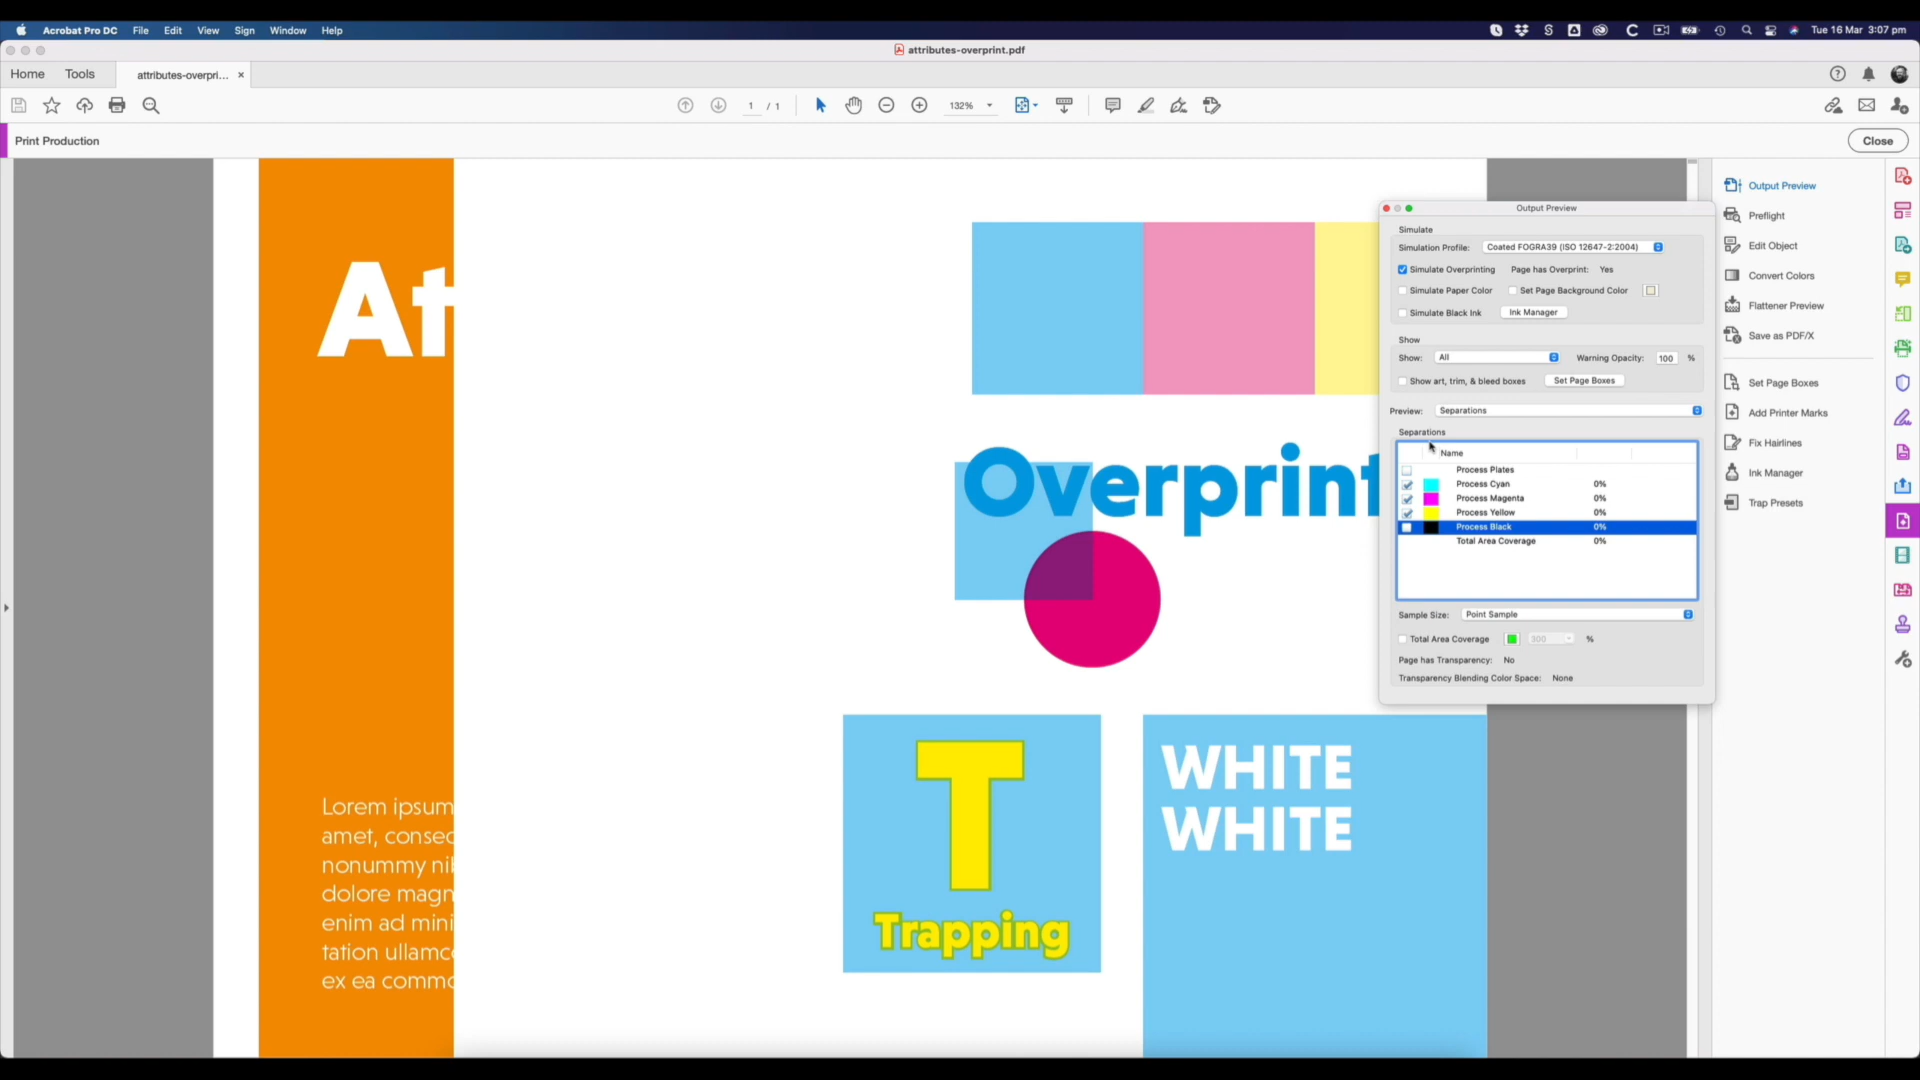 Acrobat Pro DC File Edit View Sign Window Help
Tue 16 Mar 3:07 pm
attributes-overprint.pdf
Home Tools attributes-overpri... ×
1 / 1 132%
Print Production
Close
At
Lorem ipsum
amet, consec
nonummy ni
dolore magn
enim ad mini
tation ullamc
ex ea commo
Overprint
T
Trapping
WHITE
WHITE
Output Preview
Simulate
Simulation Profile: Coated FOGRA39 (ISO 12647-2:2004)
Simulate Overprinting Page has Overprint: Yes
Simulate Paper Color Set Page Background Color
Simulate Black Ink Ink Manager
Show
Show: All Warning Opacity: 100 %
Show art, trim, & bleed boxes Set Page Boxes
Preview: Separations
Separations
Name
Process Plates
Process Cyan 0%
Process Magenta 0%
Process Yellow 0%
Process Black 0%
Total Area Coverage 0%
Sample Size: Point Sample
Total Area Coverage 300 %
Page has Transparency: No
Transparency Blending Color Space: None
Output Preview
Preflight
Edit Object
Convert Colors
Flattener Preview
Save as PDF/X
Set Page Boxes
Add Printer Marks
Fix Hairlines
Ink Manager
Trap Presets